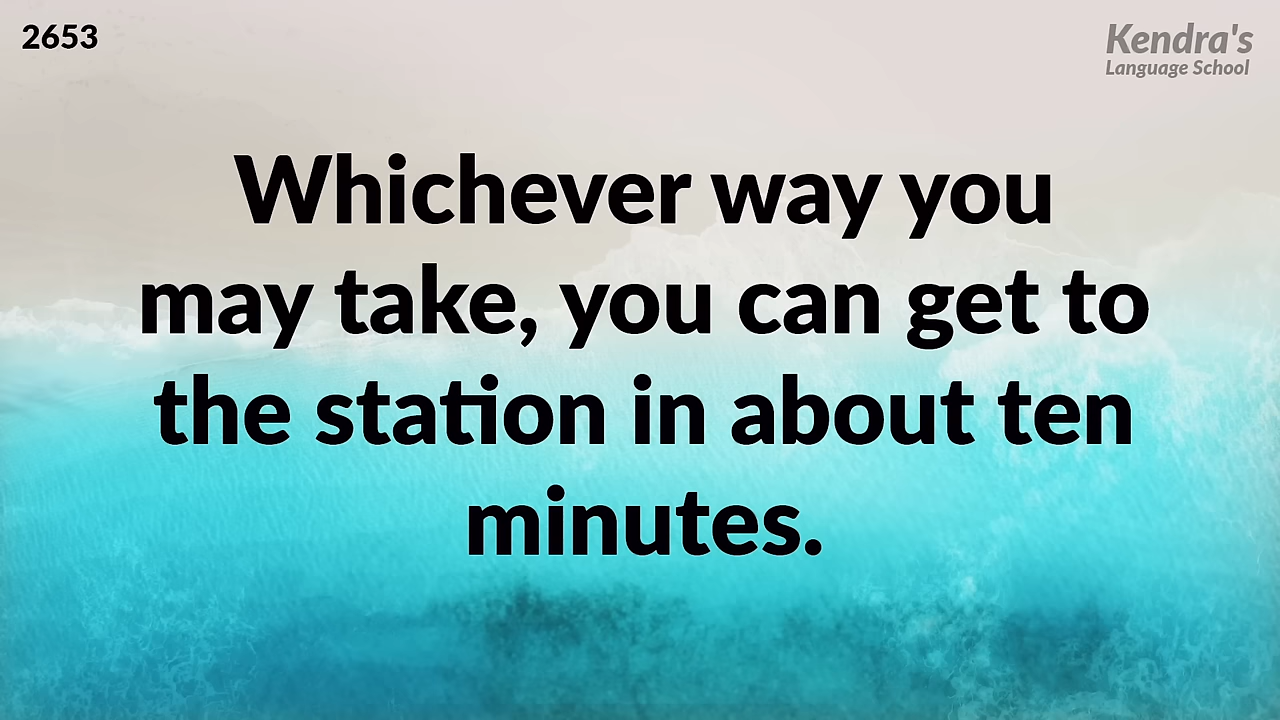 2653
Kendra's
Language School
Whichever way you
may take, you can get to
the station in about ten
minutes.